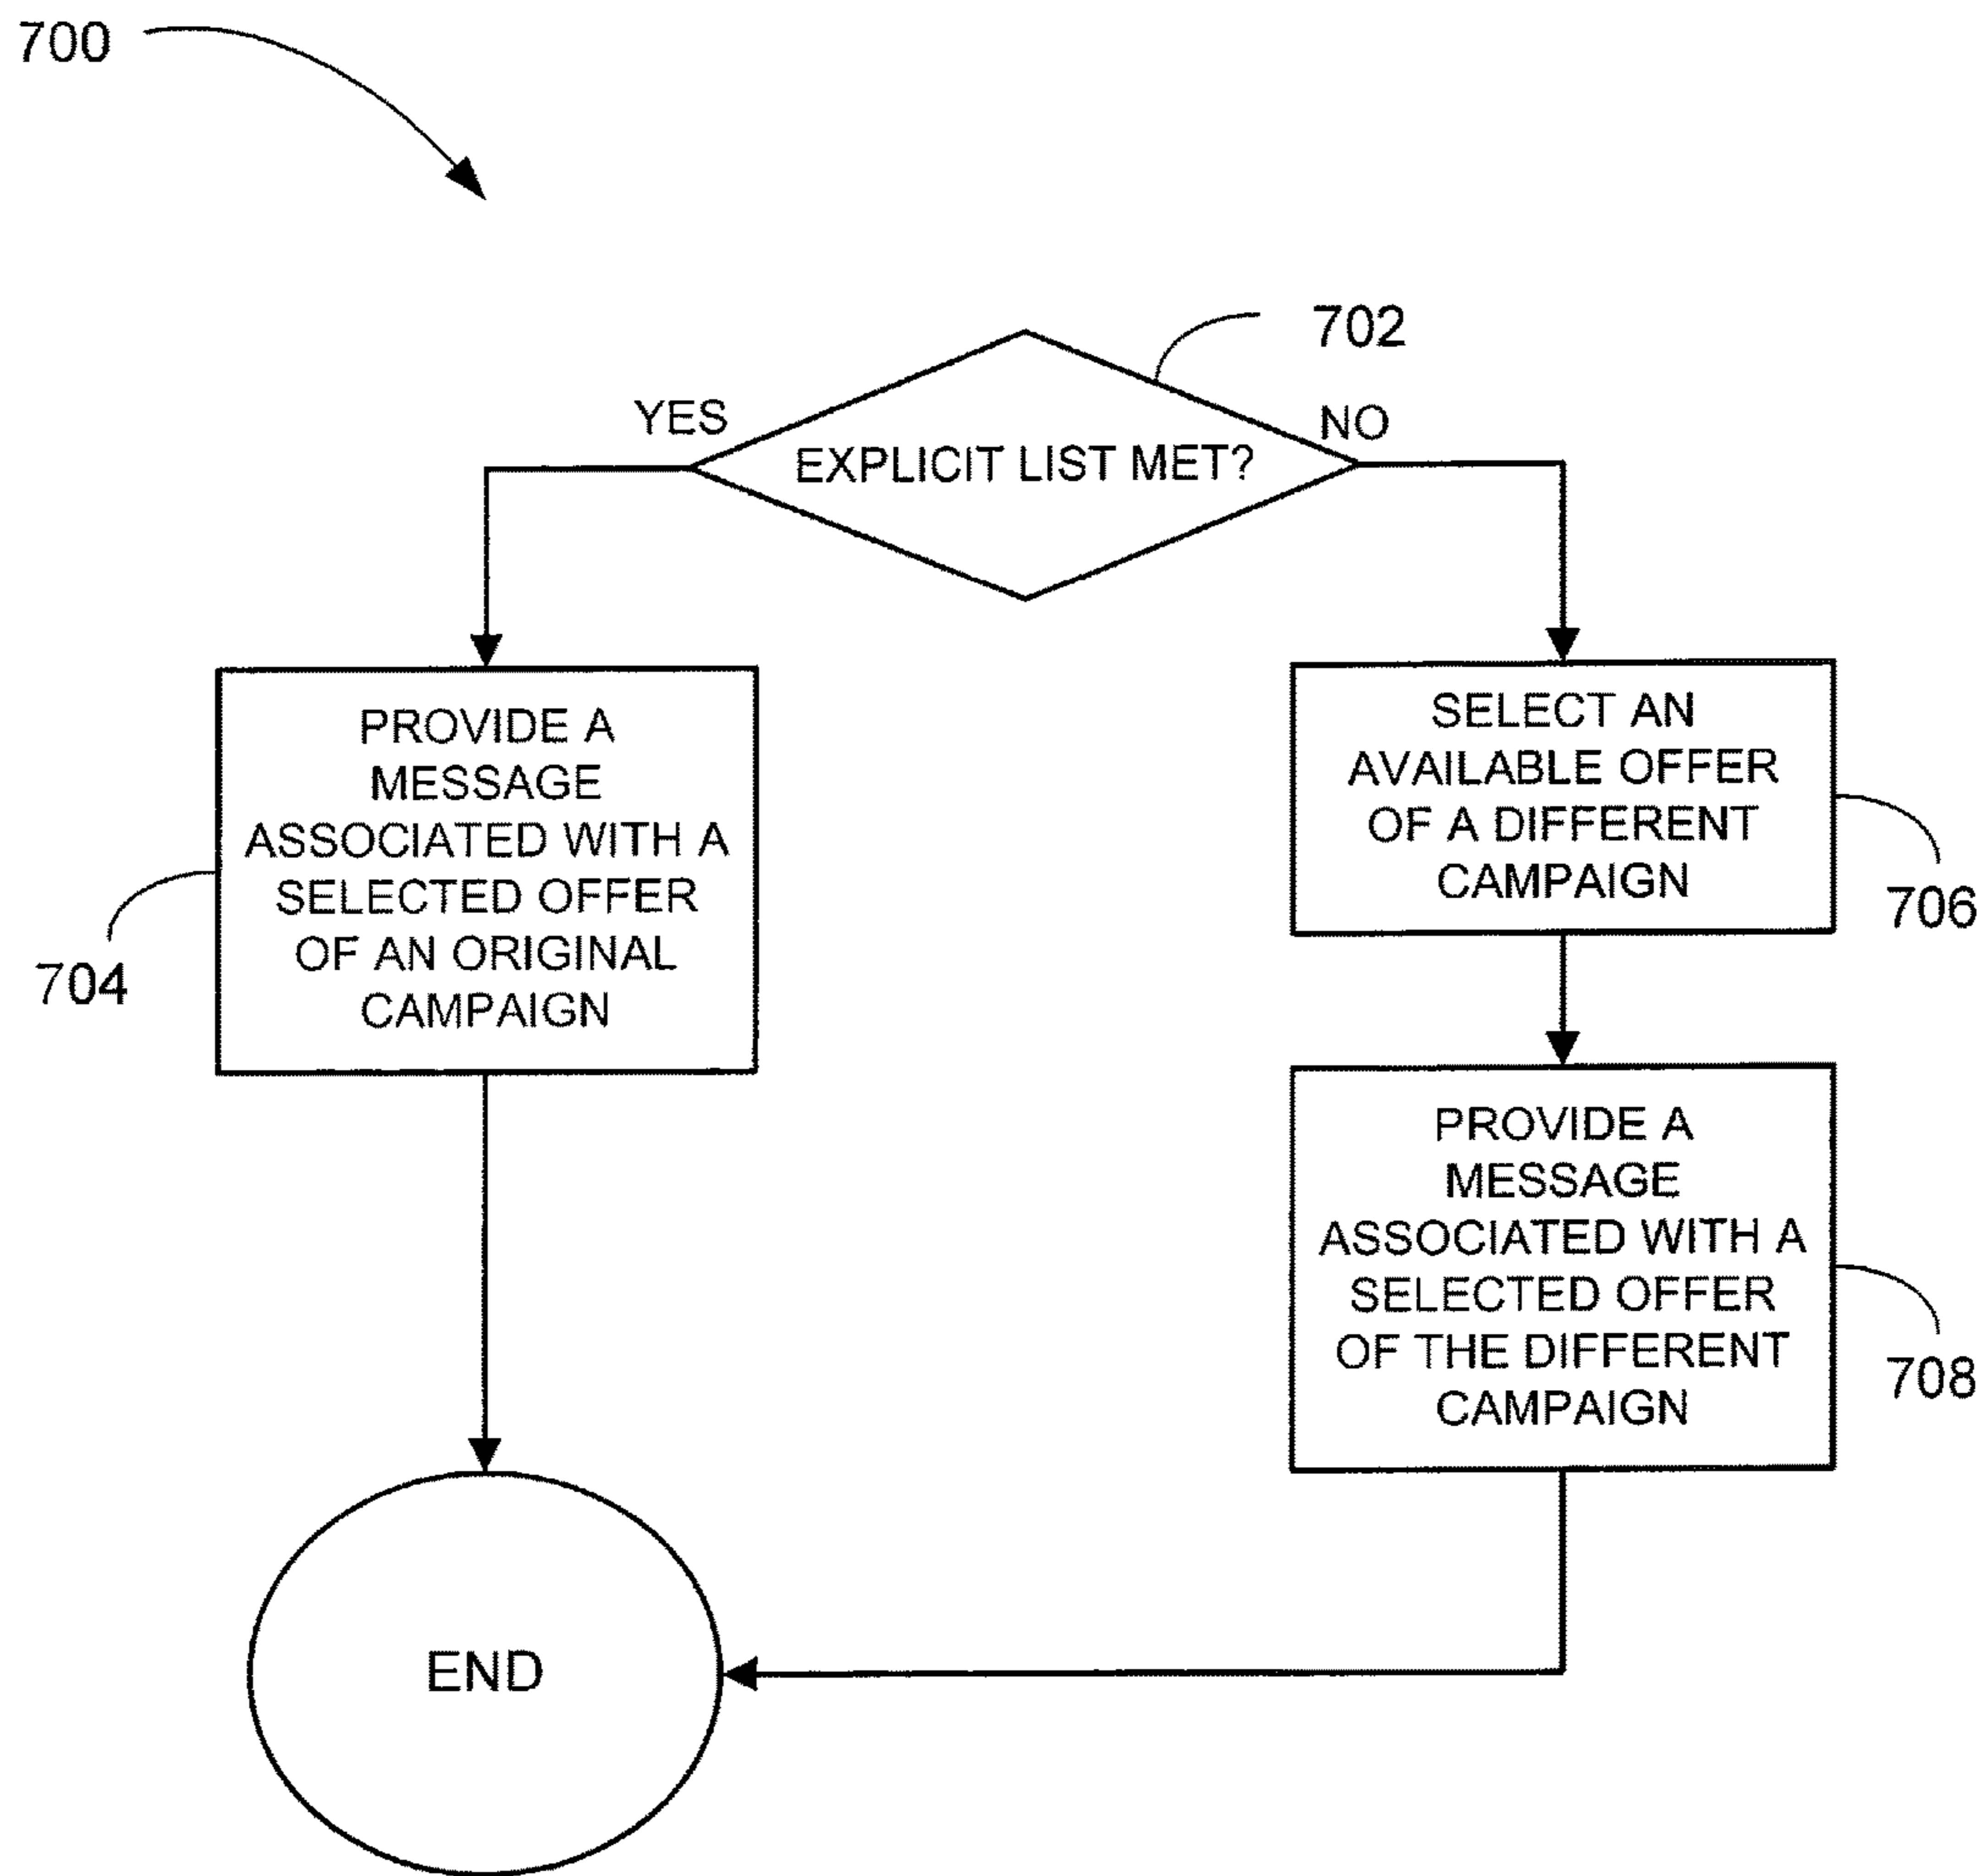 700
702
YES
NO
EXPLICIT LIST MET?
PROVIDE A
MESSAGE
ASSOCIATED WITH A
SELECTED OFFER
OF AN ORIGINAL
CAMPAIGN
704
SELECT AN
AVAILABLE OFFER
OF A DIFFERENT
CAMPAIGN
706
PROVIDE A
MESSAGE
ASSOCIATED WITH A
SELECTED OFFER
OF THE DIFFERENT
CAMPAIGN
708
END